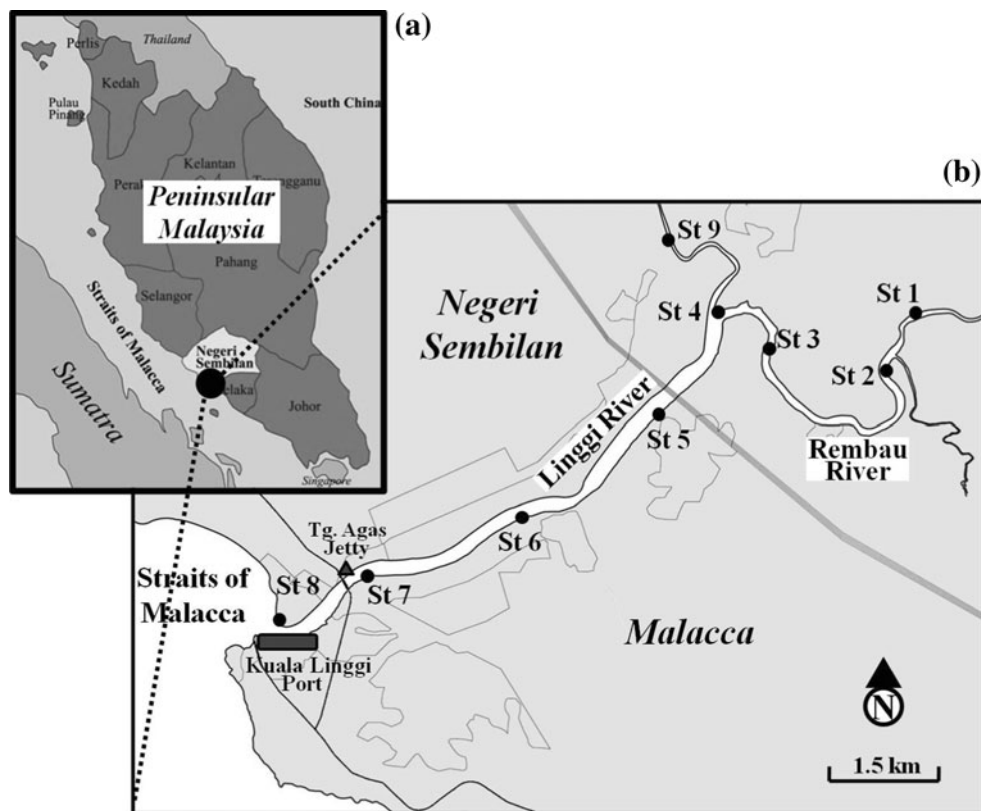 (a)
Perlis
Thailand
Kedah
Pulau
Pinang
South China
Kelantan
Perak
Peninsular
Malaysia
Pahang
Selangor
Straits of Malacca
Negeri
Sembilan
Johor
Sumatra
Singapore
(b)
St 9
Negeri
Sembilan
St 4
St 1
St 3
St 2
Linggi River
St 5
Rembau
River
St 6
Tg. Agas
Jetty
Straits of
Malacca
St 8
St 7
Malacca
Kuala Linggi
Port
N
1.5 km